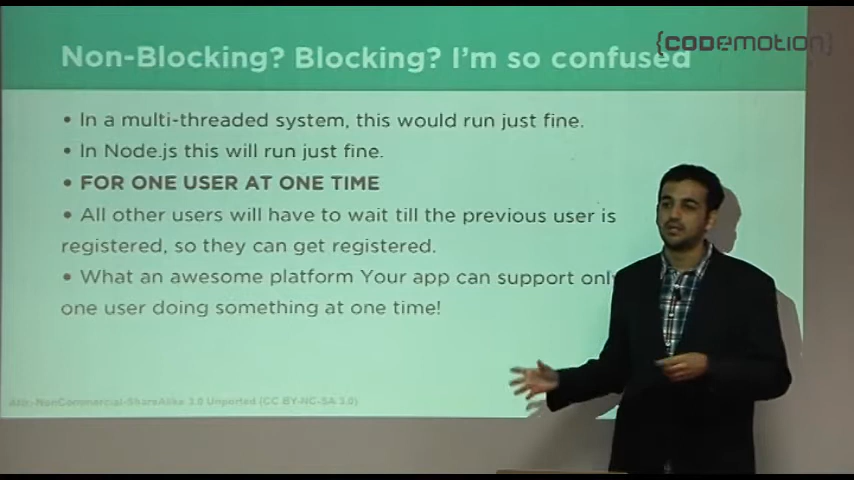 {codemotion}
Non-Blocking? Blocking? I'm so confused
• In a multi-threaded system, this would run just fine.
• In Node.js this will run just fine.
• FOR ONE USER AT ONE TIME
• All other users will have to wait till the previous user is
registered, so they can get registered.
• What an awesome platform Your app can support
one user doing something at one time!
Attr-NonCommercial-ShareAlike 3.0 Unported (CC BY-NC-SA 3.0)